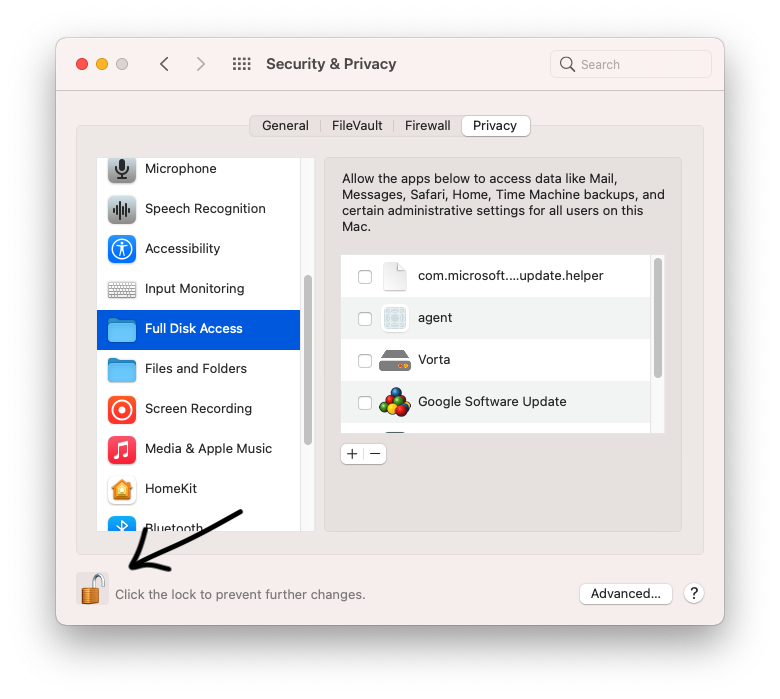 Security & Privacy
Search
General
FileVault
Firewall
Privacy
Microphone
Speech Recognition
Accessibility
Input Monitoring
Full Disk Access
Files and Folders
Screen Recording
Media & Apple Music
HomeKit
Bluetooth
Allow the apps below to access data like Mail,
Messages, Safari, Home, Time Machine backups, and
certain administrative settings for all users on this
Mac.
com.microsoft....update.helper
agent
Vorta
Google Software Update
+ −
Click the lock to prevent further changes.
Advanced...
?